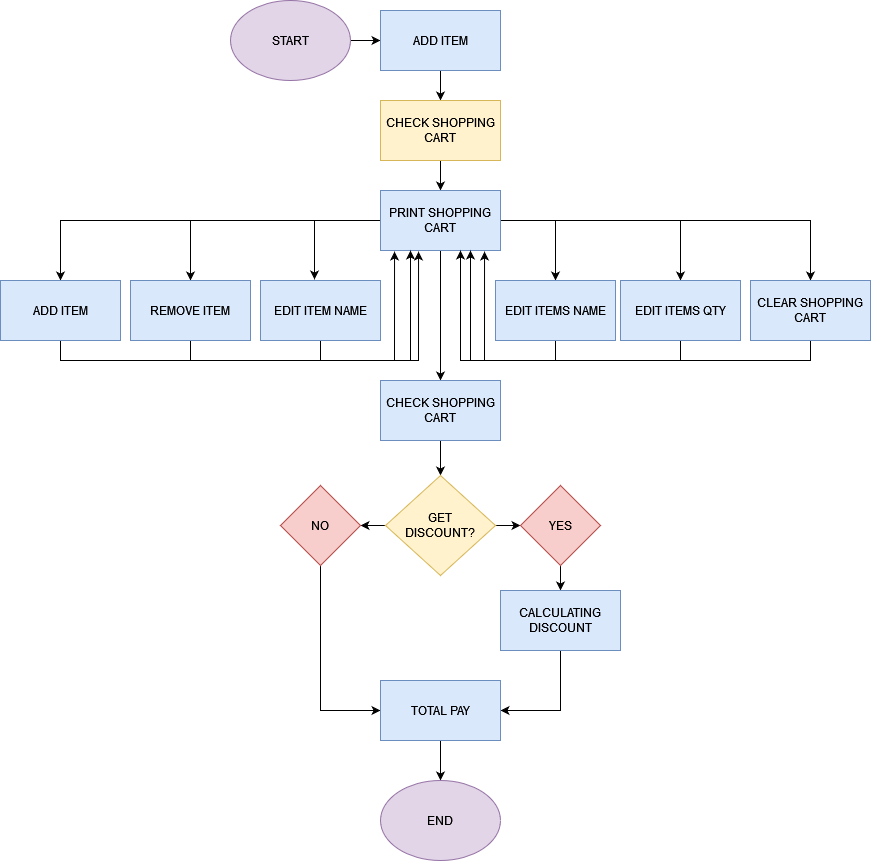 START
ADD ITEM
CHECK SHOPPING
CART
PRINT SHOPPING
CART
ADD ITEM
REMOVE ITEM
EDIT ITEM NAME
EDIT ITEMS NAME
EDIT ITEMS QTY
CLEAR SHOPPING
CART
CHECK SHOPPING
CART
NO
GET
DISCOUNT?
YES
CALCULATING
DISCOUNT
TOTAL PAY
END